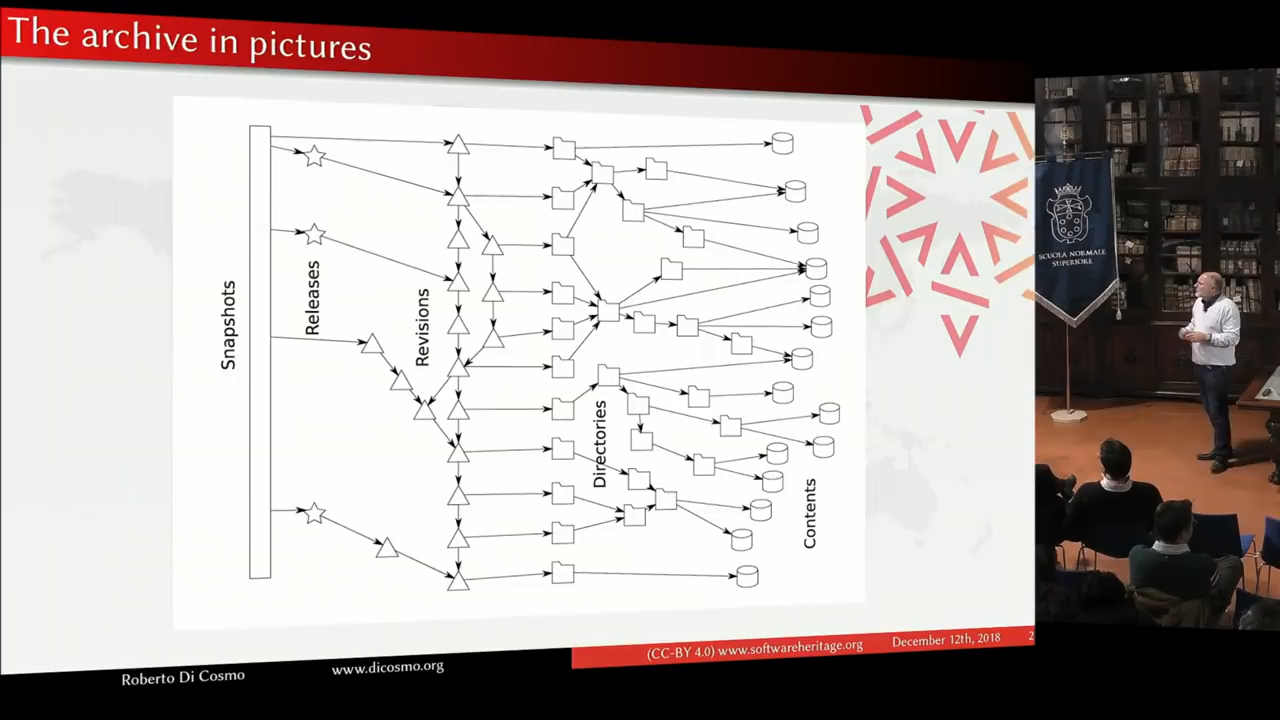 The archive in pictures
Snapshots
Releases
Revisions
Directories
Contents
SCUOLA NORMALE
SUPERIORE
(CC-BY 4.0) www.softwareheritage.org
December 12th, 2018
2
Roberto Di Cosmo
www.dicosmo.org